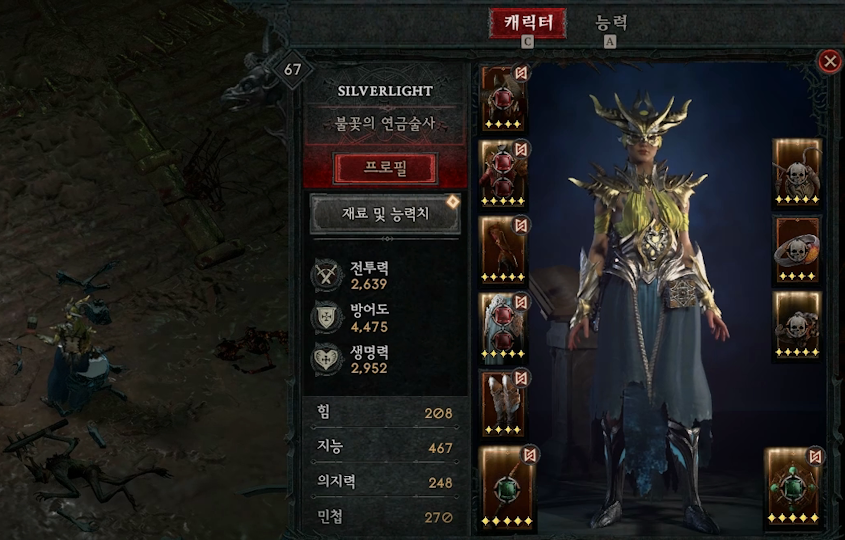 캐릭터
C
능력
A
67
SILVERLIGHT
불꽃의 연금술사
프로필
재료 및 능력치
전투력
2,639
방어도
4,475
생명력
2,952
힘 208
지능 467
의지력 248
민첩 270